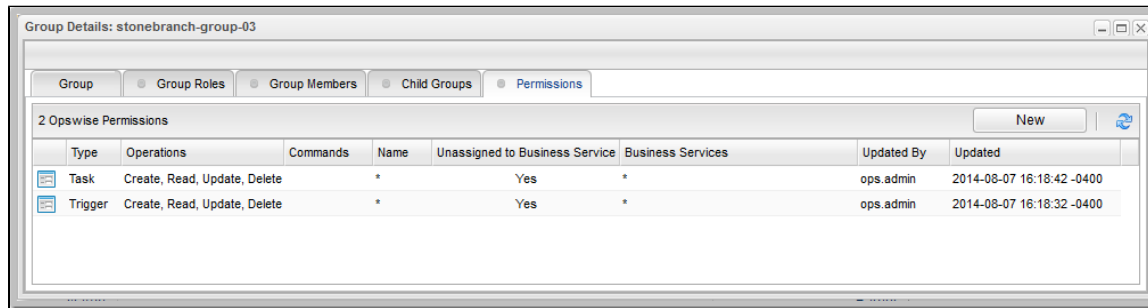 Group Details: stonebranch-group-03
Group Group Roles Group Members Child Groups Permissions
2 Opswise Permissions New
Type Operations Commands Name Unassigned to Business Service Business Services Updated By Updated
Task Create, Read, Update, Delete * Yes * ops.admin 2014-08-07 16:18:42 -0400
Trigger Create, Read, Update, Delete * Yes * ops.admin 2014-08-07 16:18:32 -0400